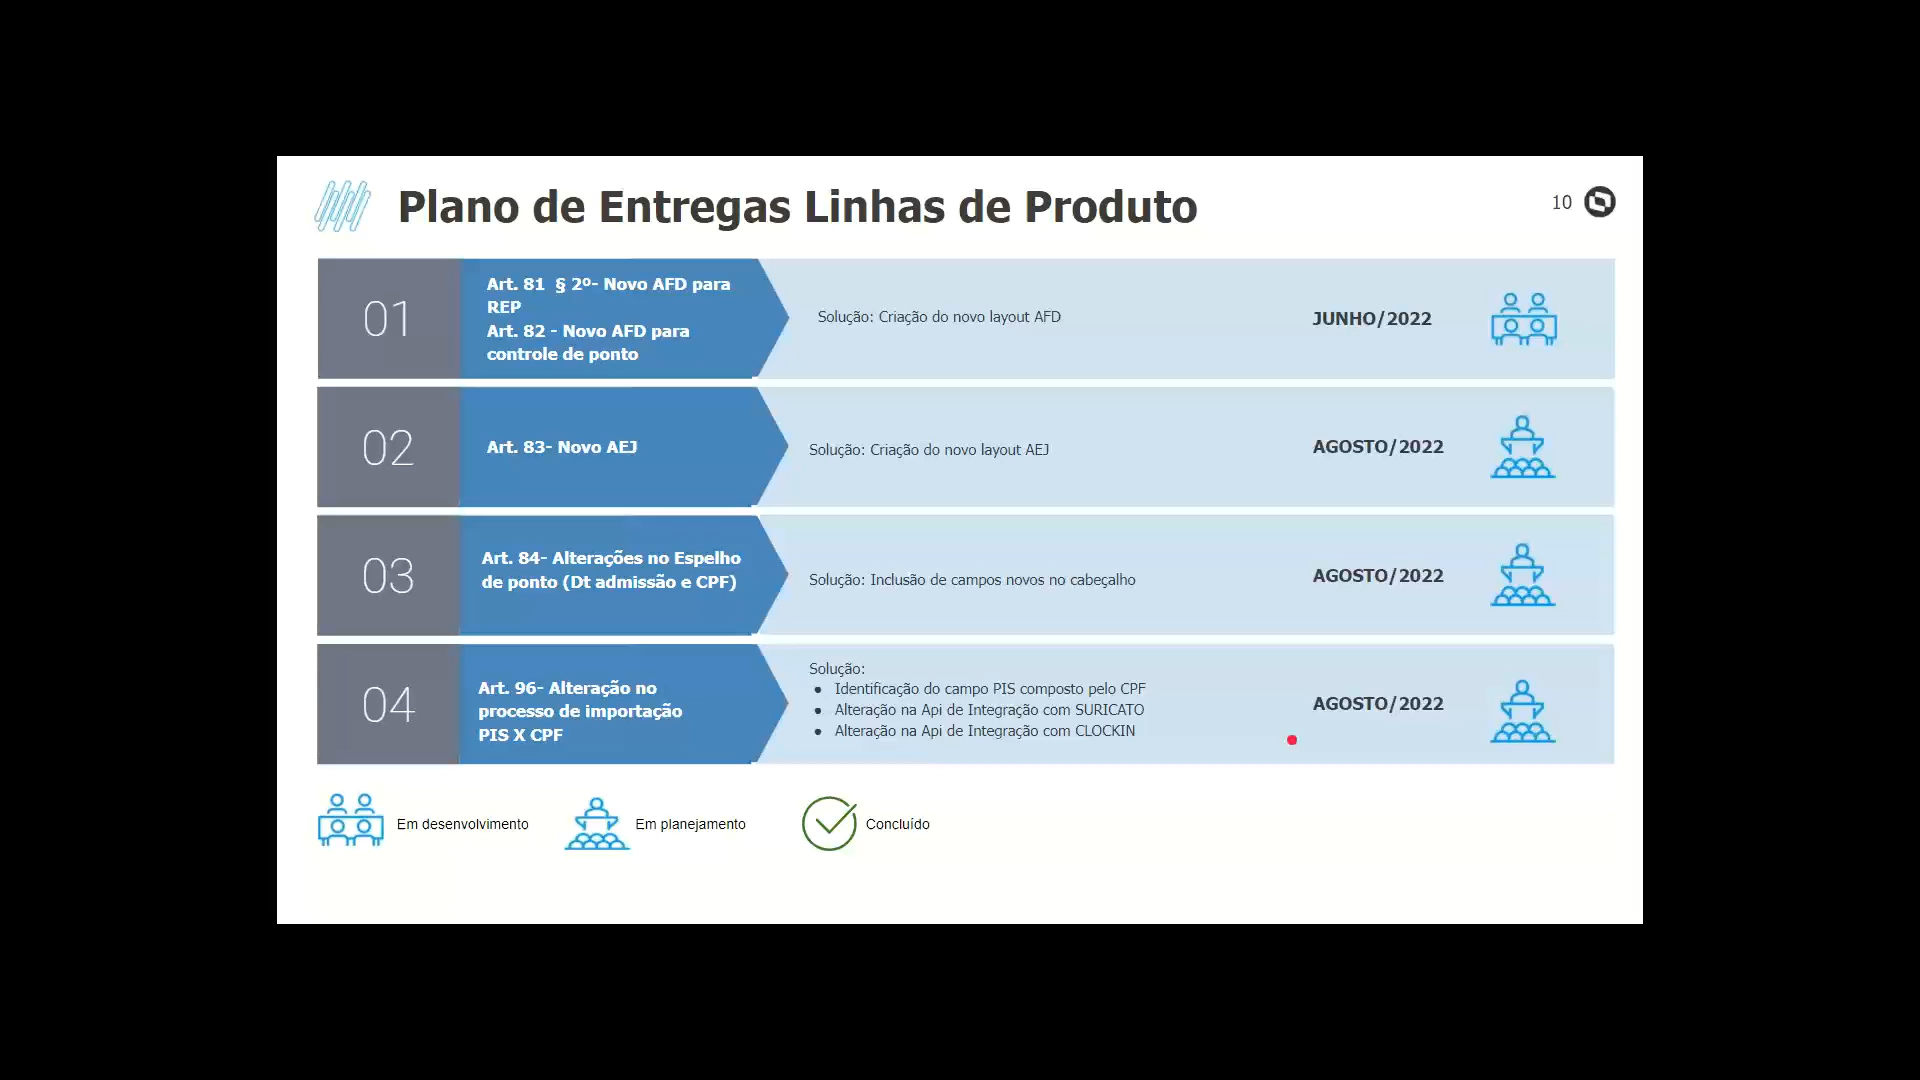 Plano de Entregas Linhas de Produto
10
01
Art. 81  § 2º- Novo AFD para
REP
Art. 82 - Novo AFD para
controle de ponto
Solução: Criação do novo layout AFD
JUNHO/2022
02
Art. 83- Novo AEJ
Solução: Criação do novo layout AEJ
AGOSTO/2022
03
Art. 84- Alterações no Espelho
de ponto (Dt admissão e CPF)
Solução: Inclusão de campos novos no cabeçalho
AGOSTO/2022
04
Art. 96- Alteração no
processo de importação
PIS X CPF
Solução:
● Identificação do campo PIS composto pelo CPF
● Alteração na Api de Integração com SURICATO
● Alteração na Api de Integração com CLOCKIN
AGOSTO/2022
Em desenvolvimento
Em planejamento
Concluído